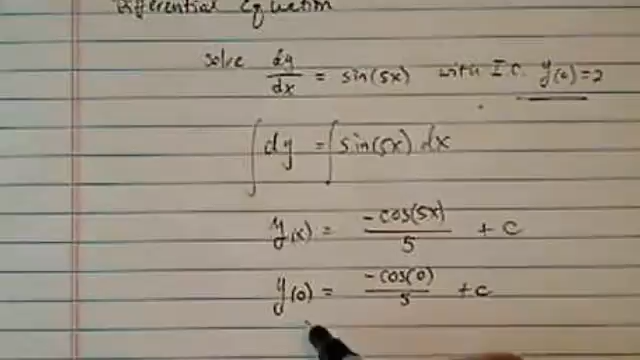 Differential Equation
solve dy/dx = sin(5x) with I.C. y(0)=2
∫dy = ∫sin(5x) dx
y(x) = -cos(5x)/5 + c
y(0) = -cos(0)/5 + c